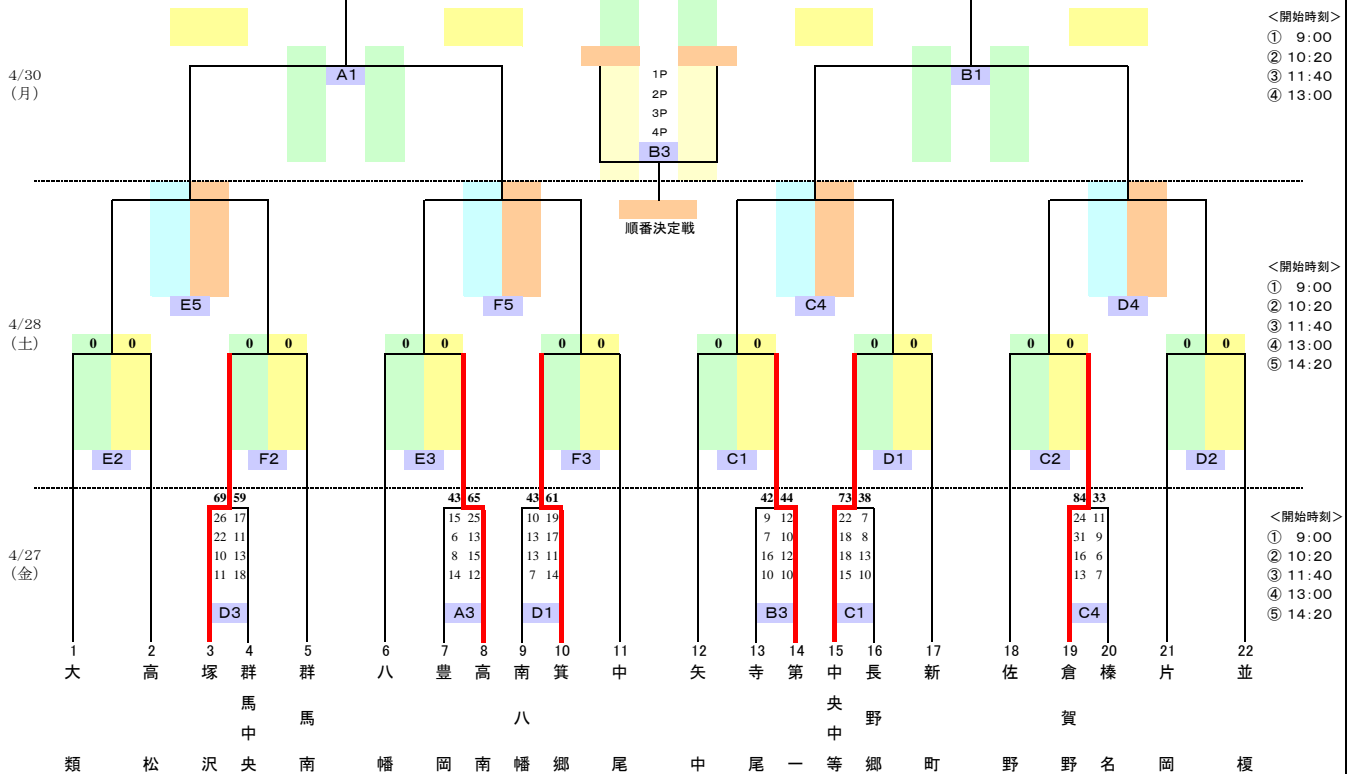 <開始時刻>
① 9:00
② 10:20
③ 11:40
④ 13:00
4/30
(月)
A1
1P
2P
3P
4P
B3
B1
順番決定戦
E5
F5
C4
D4
<開始時刻>
① 9:00
② 10:20
③ 11:40
④ 13:00
⑤ 14:20
4/28
(土)
0 0 0 0 0 0 0 0 0 0 0 0 0 0 0 0
E2 F2 E3 F3 C1 D1 C2 D2
<開始時刻>
① 9:00
② 10:20
③ 11:40
④ 13:00
⑤ 14:20
4/27
(金)
69 59 43 65 43 61 42 44 73 38 84 33
26 17 15 25 10 19 9 12 22 7 24 11
22 11 6 13 13 17 7 10 18 8 31 9
10 13 8 15 13 11 16 12 18 13 16 6
11 18 14 12 7 14 10 10 15 10 13 7
D3 A3 D1 B3 C1 C4
1 2 3 4 5 6 7 8 9 10 11 12 13 14 15 16 17 18 19 20 21 22
大類
高松
塚沢
群馬中央
群馬南
八幡
豊岡
高南
南八幡
箕郷
中尾
矢中
寺尾
第一
中央中等
長野郷
新町
佐野
倉賀野
榛名
片岡
並榎